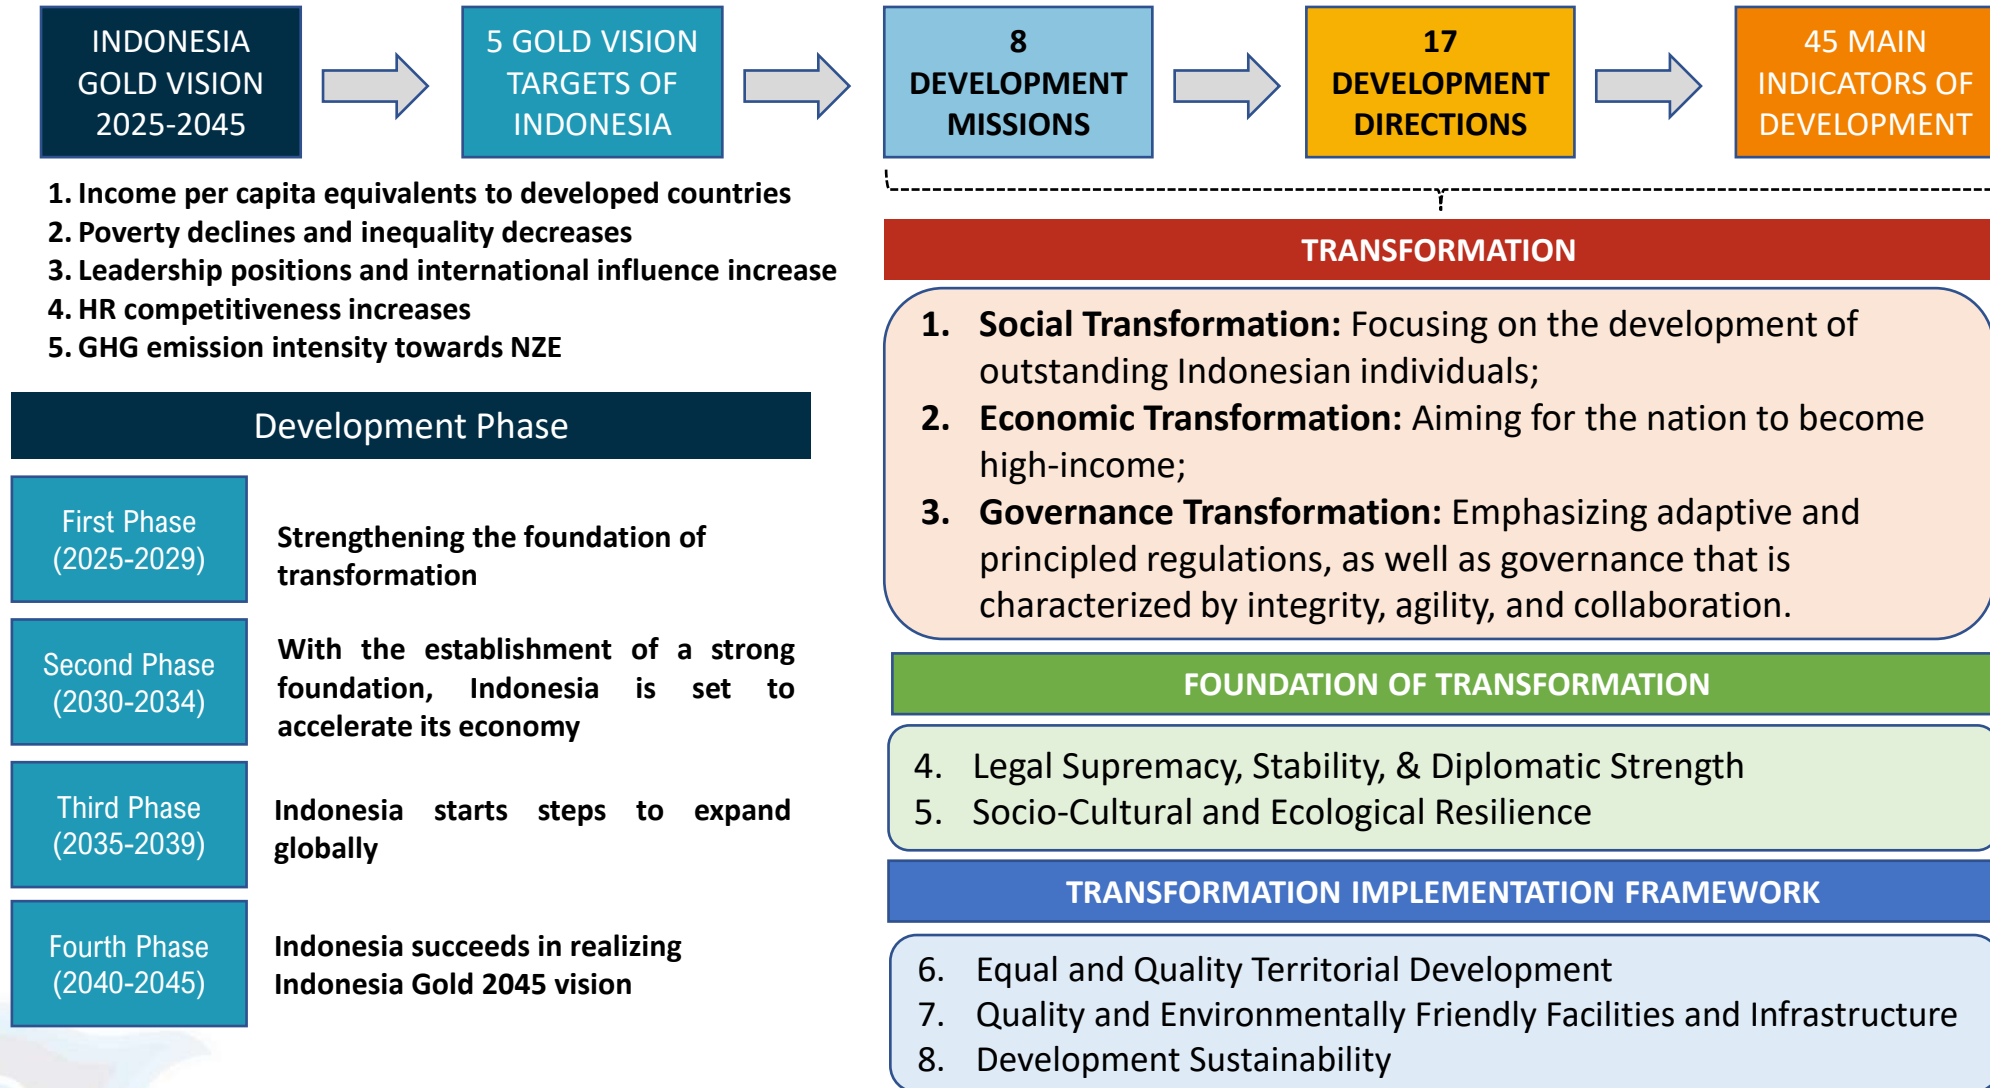 INDONESIA
GOLD VISION
2025-2045
5 GOLD VISION
TARGETS OF
INDONESIA
8
DEVELOPMENT
MISSIONS
17
DEVELOPMENT
DIRECTIONS
45 MAIN
INDICATORS OF
DEVELOPMENT
1. Income per capita equivalents to developed countries
2. Poverty declines and inequality decreases
3. Leadership positions and international influence increase
4. HR competitiveness increases
5. GHG emission intensity towards NZE
Development Phase
First Phase
(2025-2029)
Strengthening the foundation of
transformation
Second Phase
(2030-2034)
With the establishment of a strong
foundation, Indonesia is set to
accelerate its economy
Third Phase
(2035-2039)
Indonesia starts steps to expand
globally
Fourth Phase
(2040-2045)
Indonesia succeeds in realizing
Indonesia Gold 2045 vision
TRANSFORMATION
1. Social Transformation: Focusing on the development of
outstanding Indonesian individuals;
2. Economic Transformation: Aiming for the nation to become
high-income;
3. Governance Transformation: Emphasizing adaptive and
principled regulations, as well as governance that is
characterized by integrity, agility, and collaboration.
FOUNDATION OF TRANSFORMATION
4. Legal Supremacy, Stability, & Diplomatic Strength
5. Socio-Cultural and Ecological Resilience
TRANSFORMATION IMPLEMENTATION FRAMEWORK
6. Equal and Quality Territorial Development
7. Quality and Environmentally Friendly Facilities and Infrastructure
8. Development Sustainability